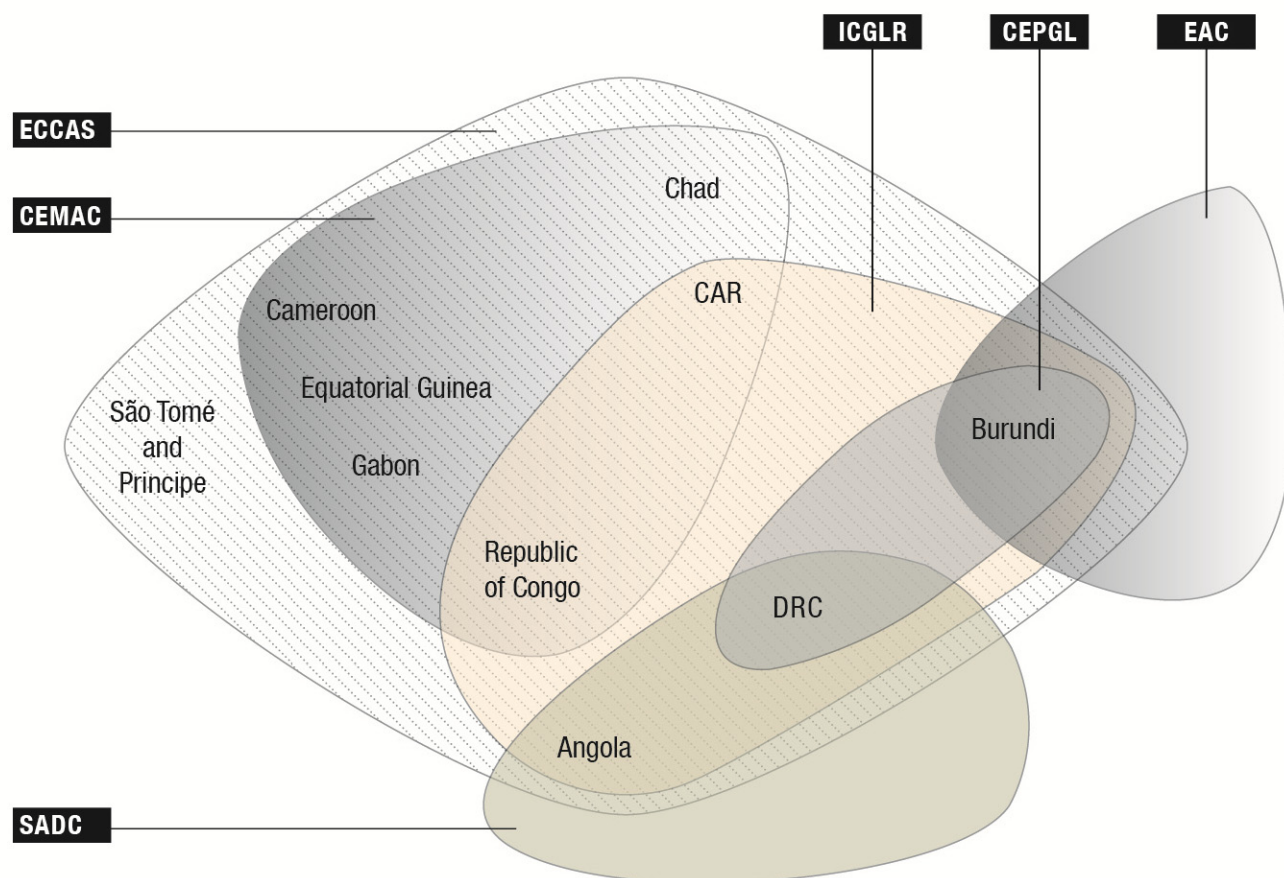 ICGLR
CEPGL
EAC
ECCAS
CEMAC
Chad
CAR
Cameroon
Equatorial Guinea
São Tomé
and
Principe
Gabon
Burundi
Republic
of Congo
DRC
Angola
SADC